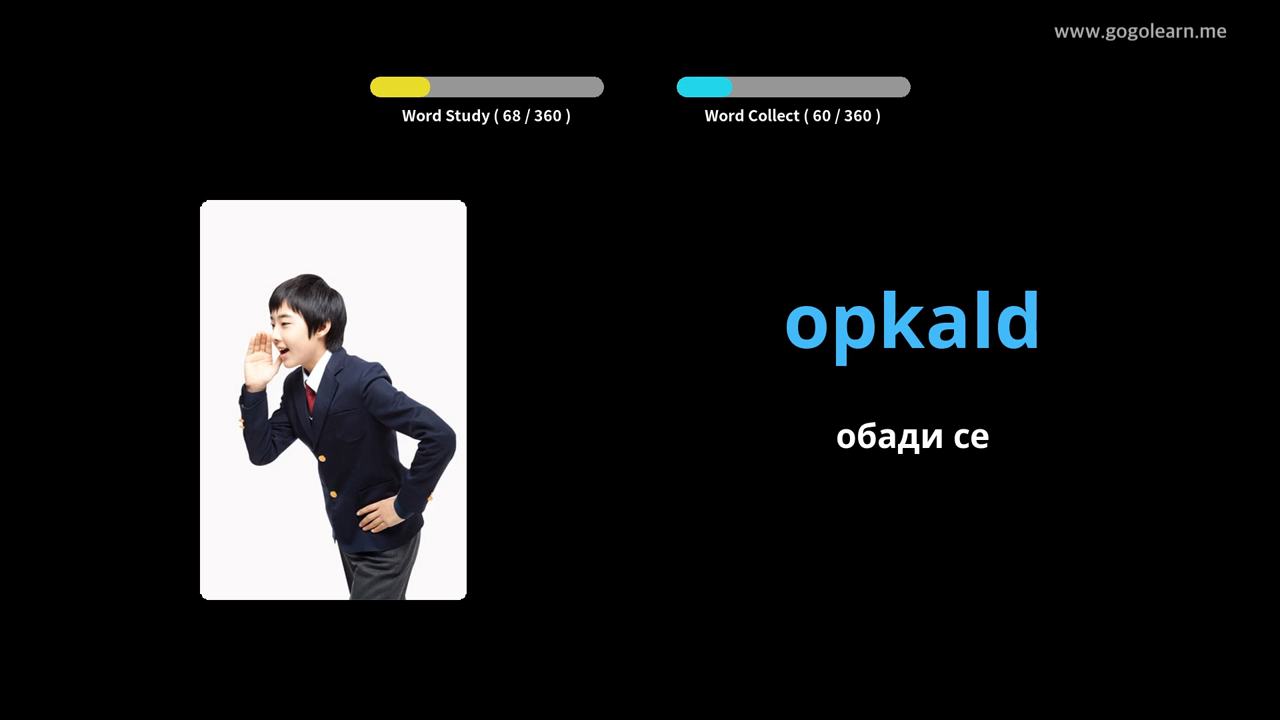 www.gogolearn.me
Word Study ( 68 / 360 )
Word Collect ( 60 / 360 )
opkald
обади се